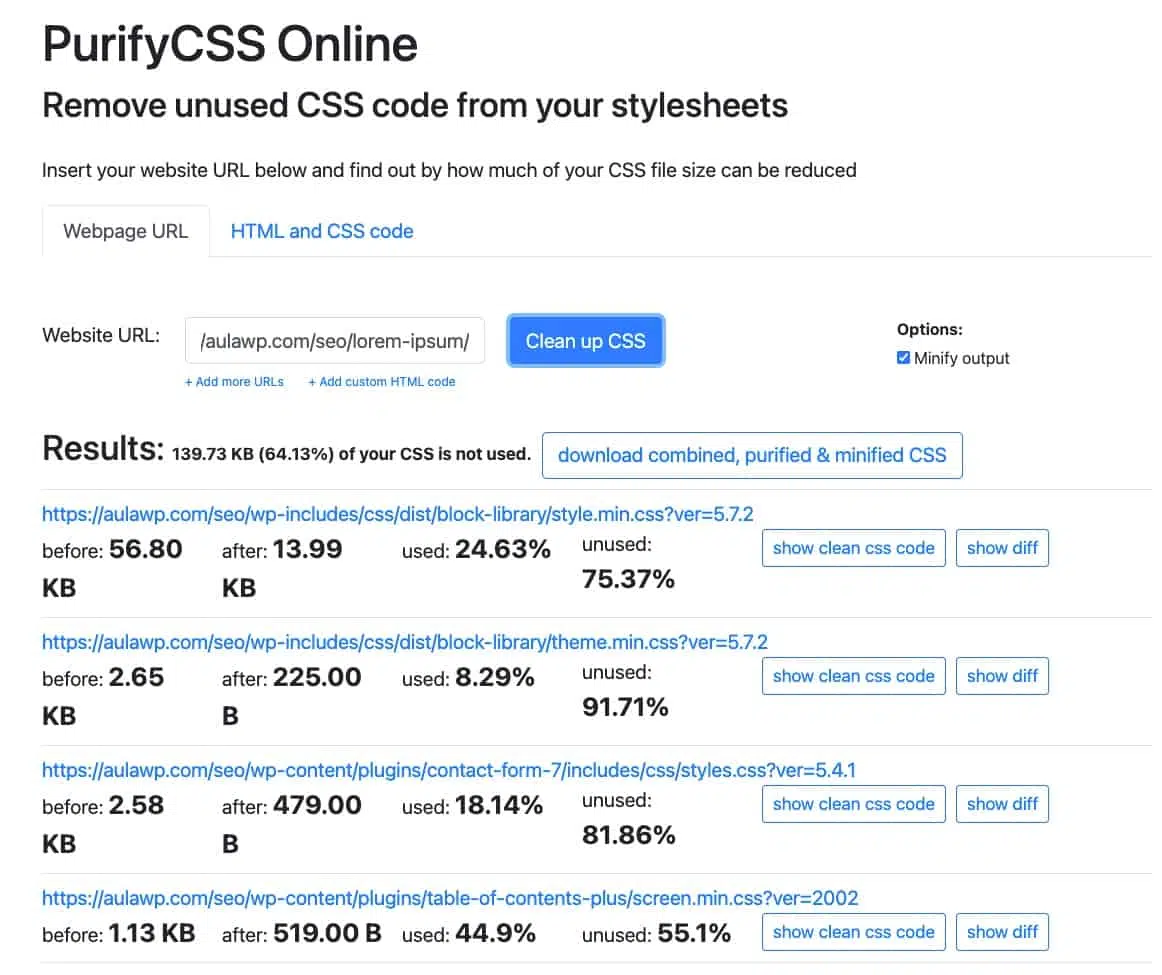 PurifyCSS Online
Remove unused CSS code from your stylesheets
Insert your website URL below and find out by how much of your CSS file size can be reduced
Webpage URL
HTML and CSS code
Website URL:
/aulawp.com/seo/lorem-ipsum/
Clean up CSS
Options:
Minify output
+ Add more URLs
+ Add custom HTML code
Results: 139.73 KB (64.13%) of your CSS is not used.
download combined, purified & minified CSS
https://aulawp.com/seo/wp-includes/css/dist/block-library/style.min.css?ver=5.7.2
before: 56.80 KB
after: 13.99 KB
used: 24.63%
unused: 75.37%
show clean css code
show diff
https://aulawp.com/seo/wp-includes/css/dist/block-library/theme.min.css?ver=5.7.2
before: 2.65 KB
after: 225.00 B
used: 8.29%
unused: 91.71%
show clean css code
show diff
https://aulawp.com/seo/wp-content/plugins/contact-form-7/includes/css/styles.css?ver=5.4.1
before: 2.58 KB
after: 479.00 B
used: 18.14%
unused: 81.86%
show clean css code
show diff
https://aulawp.com/seo/wp-content/plugins/table-of-contents-plus/screen.min.css?ver=2002
before: 1.13 KB
after: 519.00 B
used: 44.9%
unused: 55.1%
show clean css code
show diff